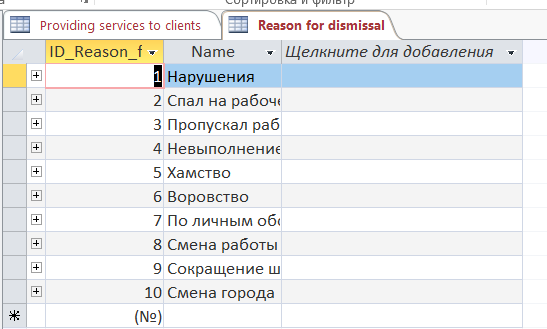 Сортировка и фильтр
Providing services to clients
Reason for dismissal
ID_Reason_f Name Щелкните для добавления
1 Нарушения
2 Спал на рабоче
3 Пропускал раб
4 Невыполнение
5 Хамство
6 Воровство
7 По личным обс
8 Смена работы
9 Сокращение ш
10 Смена города
(№)